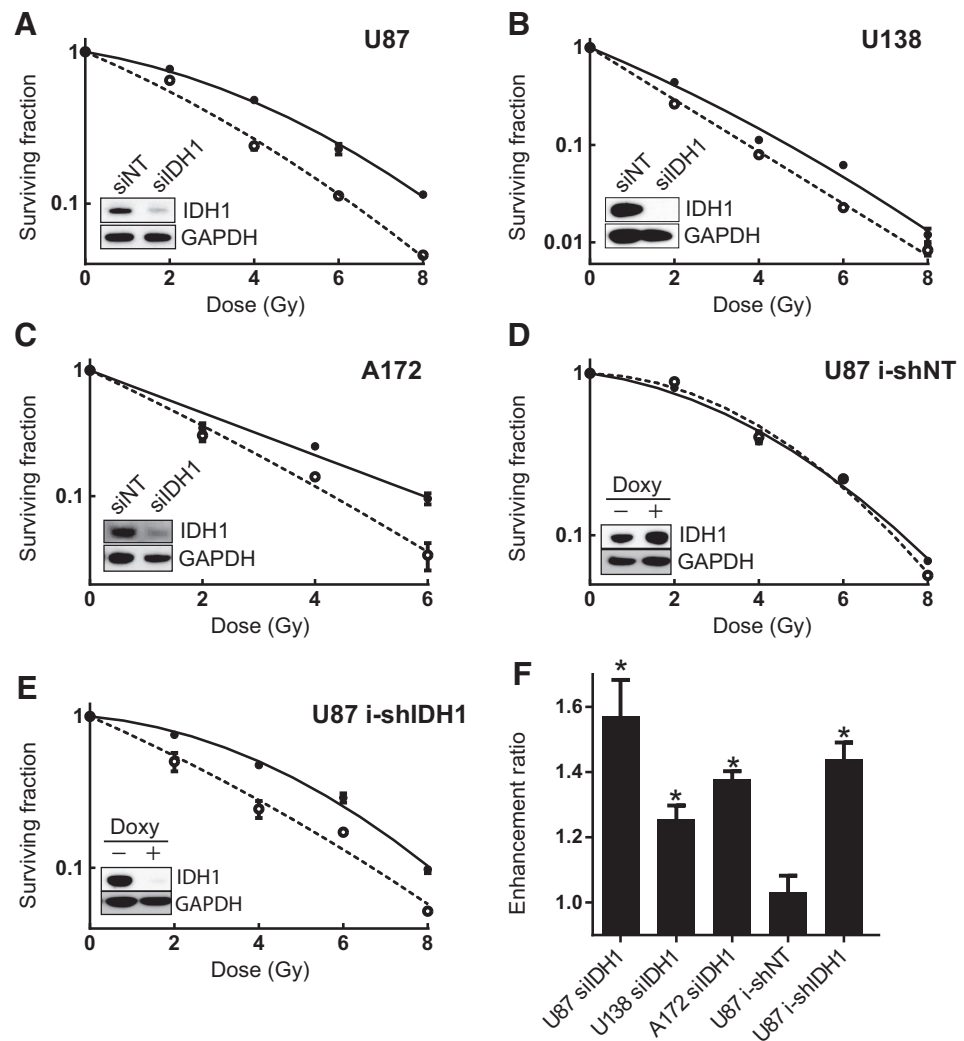 A
U87
Surviving fraction
1
0.1
siNT
siIDH1
IDH1
GAPDH
0 2 4 6 8
Dose (Gy)
B
U138
Surviving fraction
1
0.1
0.01
siNT
siIDH1
IDH1
GAPDH
0 2 4 6 8
Dose (Gy)
C
A172
Surviving fraction
1
0.1
siNT
siIDH1
IDH1
GAPDH
0 2 4 6
Dose (Gy)
D
U87 i-shNT
Surviving fraction
1
0.1
Doxy
− +
IDH1
GAPDH
0 2 4 6 8
Dose (Gy)
E
U87 i-shIDH1
Surviving fraction
1
0.1
Doxy
− +
IDH1
GAPDH
0 2 4 6 8
Dose (Gy)
F
Enhancement ratio
1.6
1.4
1.2
1.0
* * * *
U87 siIDH1
U138 siIDH1
A172 siIDH1
U87 i-shNT
U87 i-shIDH1